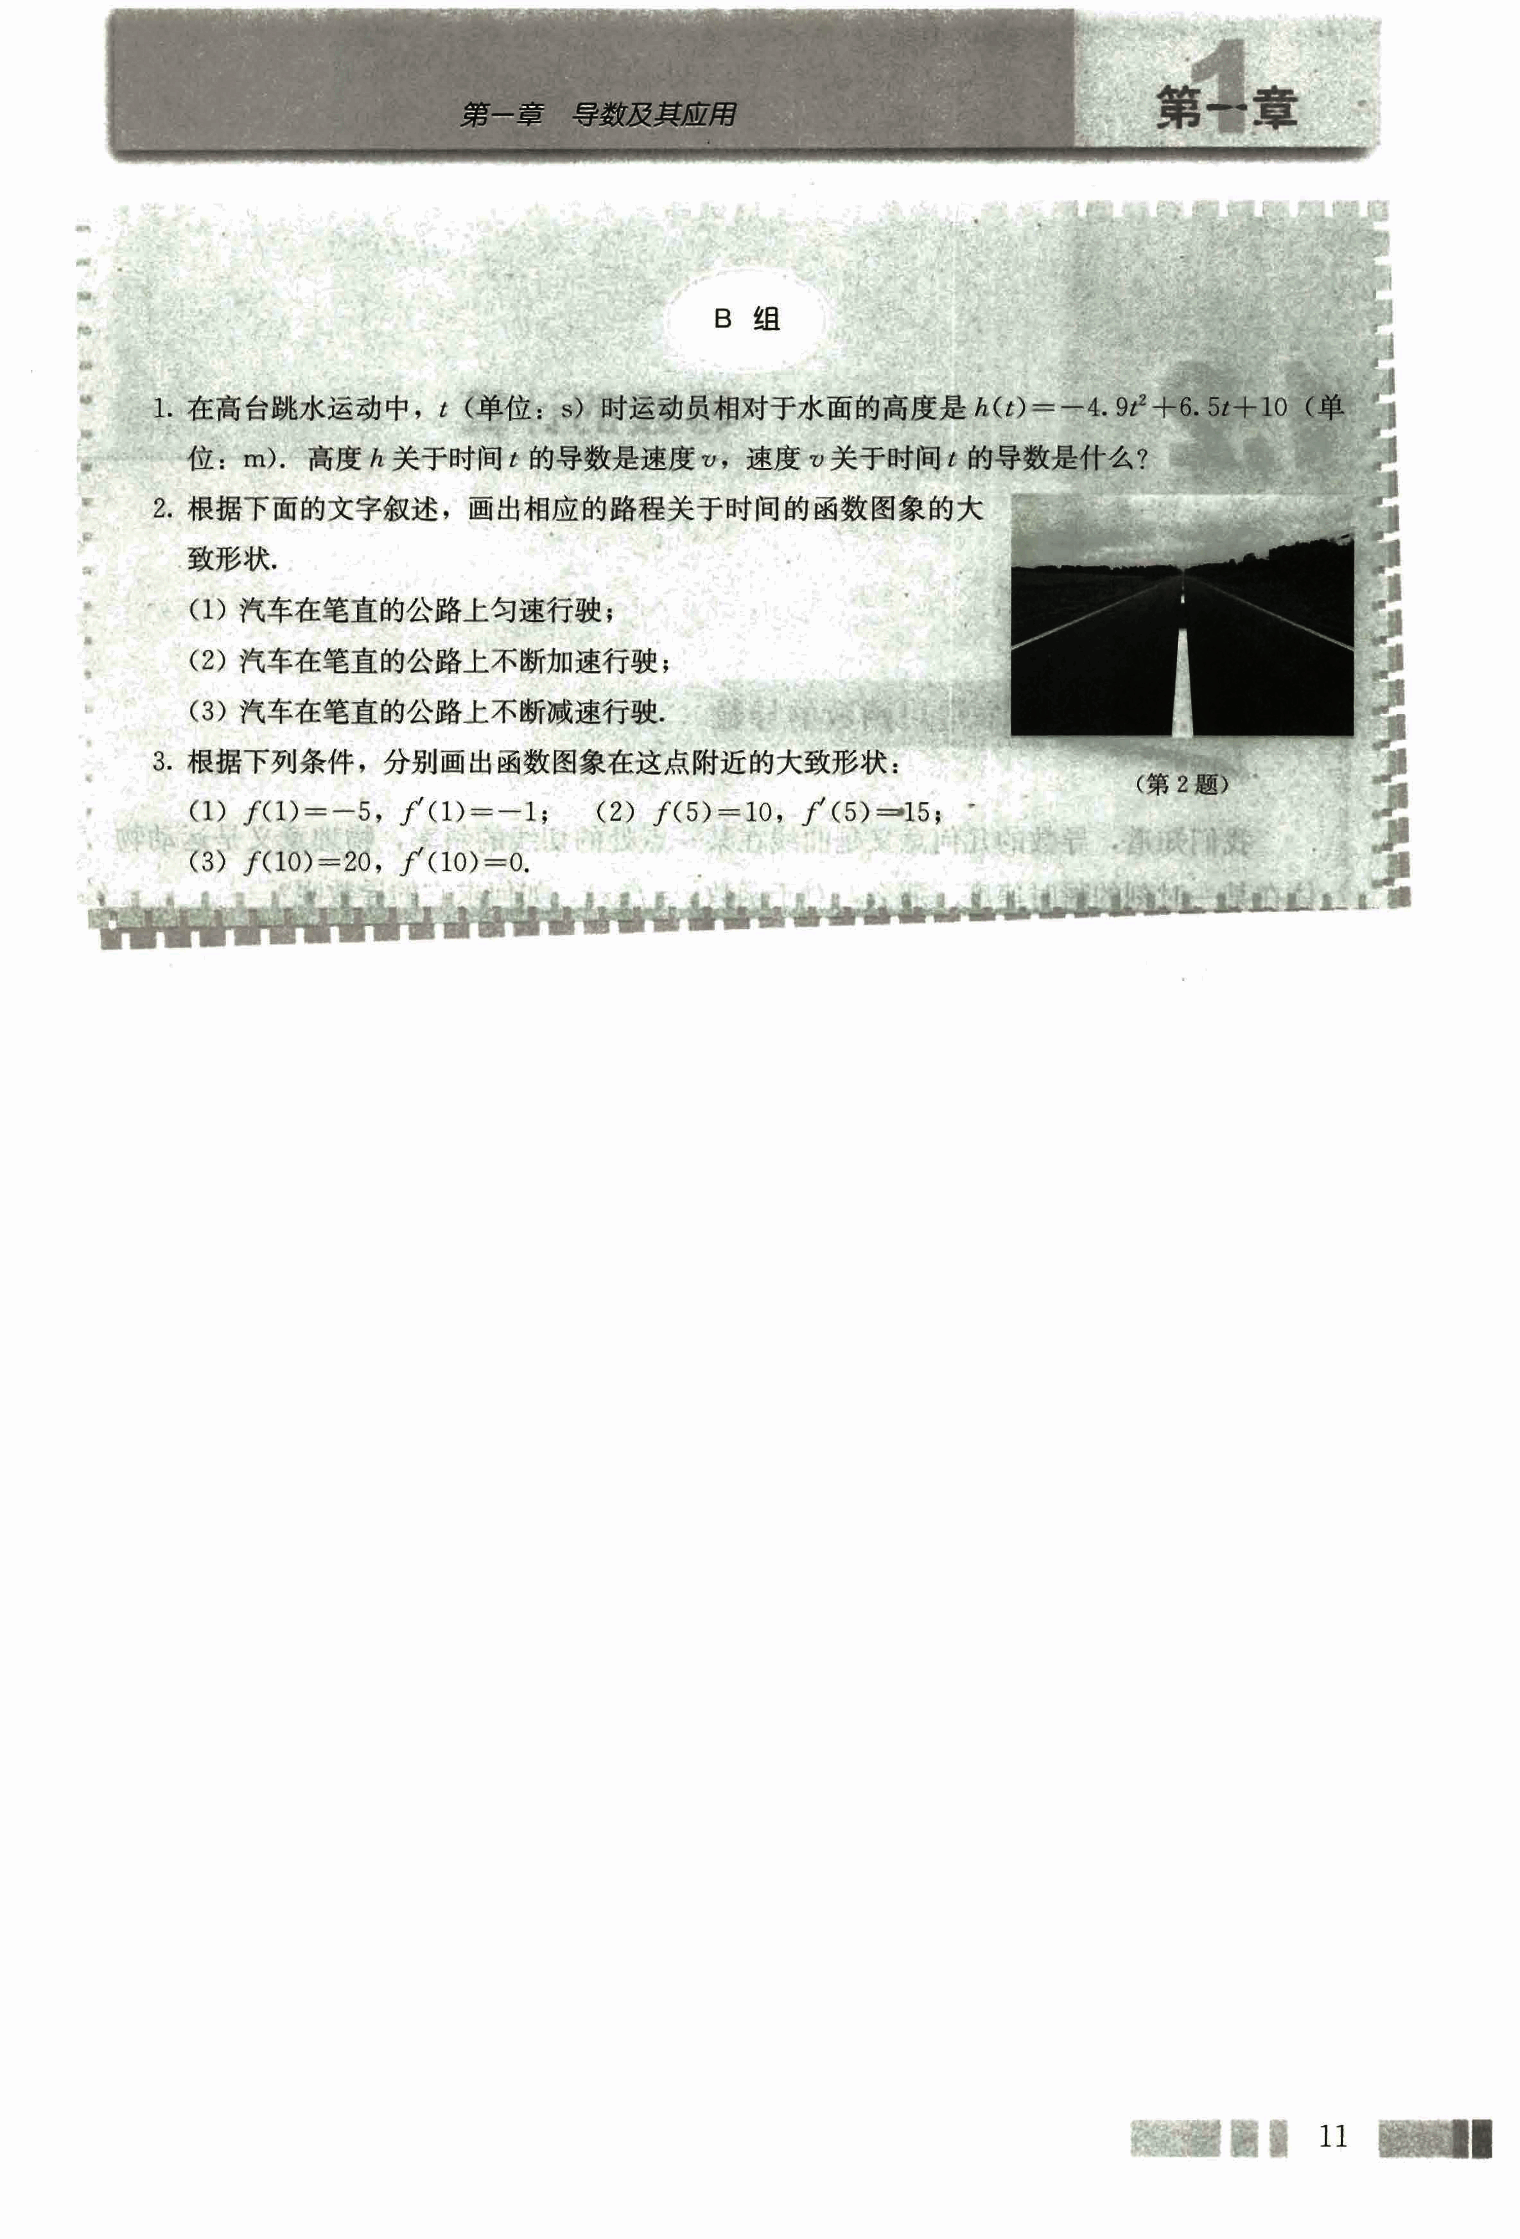 第一章 导数及其应用
第一章
B 组
1. 在高台跳水运动中，t（单位：s）时运动员相对于水面的高度是 h(t)=-4.9t²+6.5t+10（单
位：m）. 高度 h 关于时间 t 的导数是速度 v，速度 v 关于时间 t 的导数是什么？
2. 根据下面的文字叙述，画出相应的路程关于时间的函数图象的大
致形状.
（1）汽车在笔直的公路上匀速行驶；
（2）汽车在笔直的公路上不断加速行驶；
（3）汽车在笔直的公路上不断减速行驶.
（第 2 题）
3. 根据下列条件，分别画出函数图象在这点附近的大致形状：
（1）f(1)=-5，f′(1)=-1； （2）f(5)=10，f′(5)=15；
（3）f(10)=20，f′(10)=0.
11